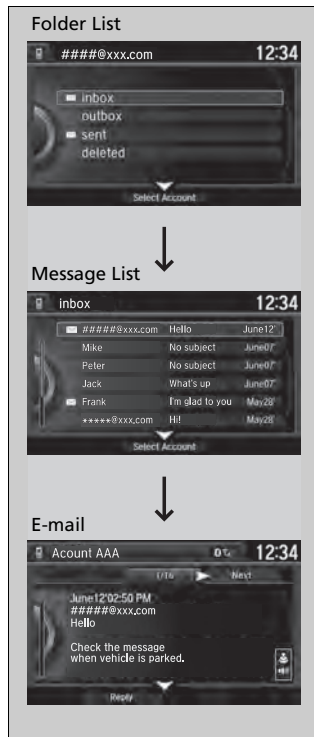 Folder List
####@xxx.com 12:34
inbox
outbox
sent
deleted
Select Account
Message List
inbox 12:34
#####@xxx.com Hello June12'
Mike No subject June07'
Peter No subject June07'
Jack What's up June07'
Frank I'm glad to you May28'
*****@xxx.com Hi! May28'
Select Account
E-mail
Acount AAA 12:34
1/16 Next
June12'02:50 PM
#####@xxx.com
Hello
Check the message
when vehicle is parked.
Reply